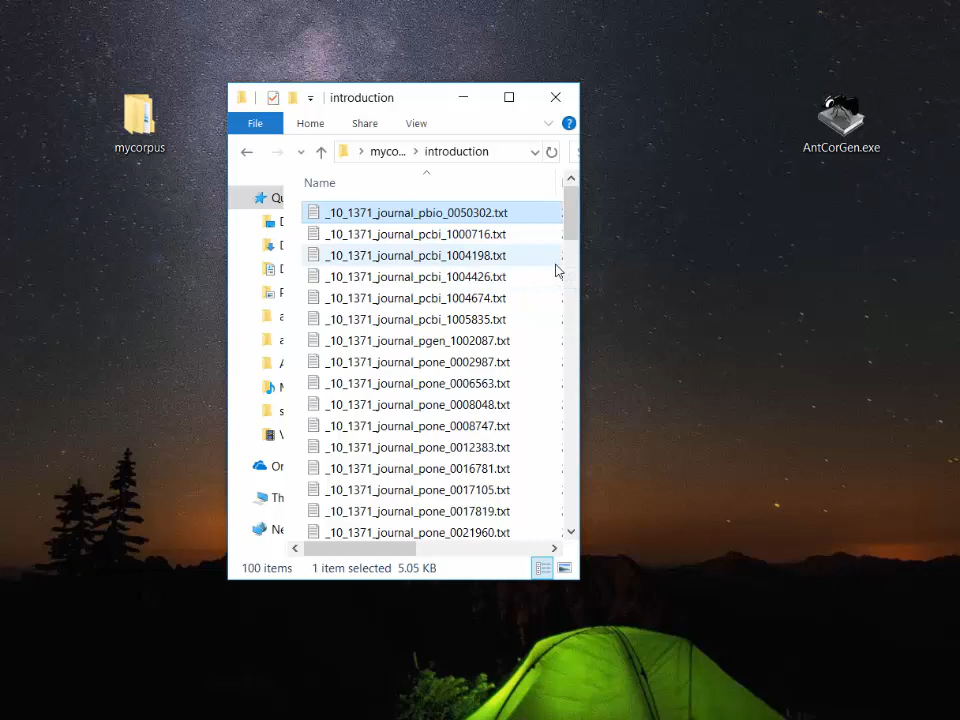 mycorpus
AntCorGen.exe
introduction
File
Home
Share
View
myco...
introduction
Name
_10_1371_journal_pbio_0050302.txt
_10_1371_journal_pcbi_1000716.txt
_10_1371_journal_pcbi_1004198.txt
_10_1371_journal_pcbi_1004426.txt
_10_1371_journal_pcbi_1004674.txt
_10_1371_journal_pcbi_1005835.txt
_10_1371_journal_pgen_1002087.txt
_10_1371_journal_pone_0002987.txt
_10_1371_journal_pone_0006563.txt
_10_1371_journal_pone_0008048.txt
_10_1371_journal_pone_0008747.txt
_10_1371_journal_pone_0012383.txt
_10_1371_journal_pone_0016781.txt
_10_1371_journal_pone_0017105.txt
_10_1371_journal_pone_0017819.txt
_10_1371_journal_pone_0021960.txt
100 items
1 item selected 5.05 KB